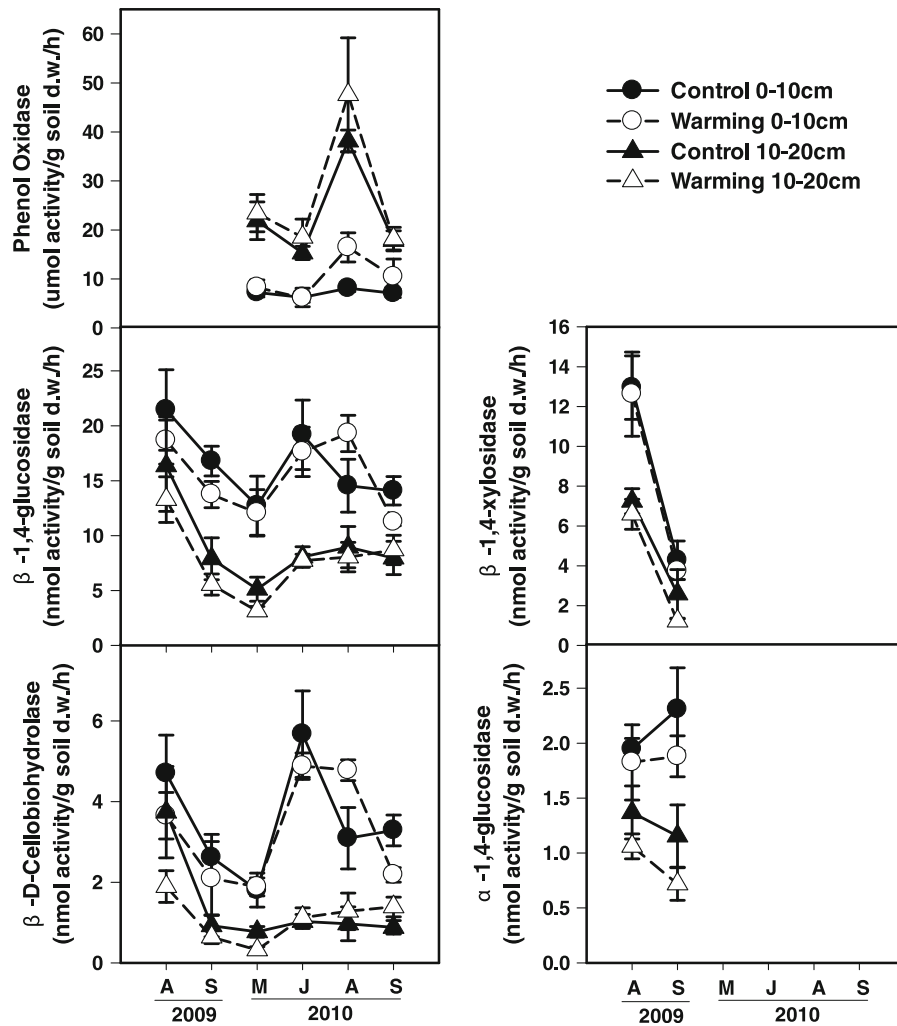 Phenol Oxidase
(umol activity/g soil d.w./h)
60
50
40
30
20
10
0
Control 0-10cm
Warming 0-10cm
Control 10-20cm
Warming 10-20cm
β -1,4-glucosidase
(nmol activity/g soil d.w./h)
25
20
15
10
5
0
β -1,4-xylosidase
(nmol activity/g soil d.w./h)
16
14
12
10
8
6
4
2
0
β -D-Cellobiohydrolase
(nmol activity/g soil d.w./h)
6
4
2
0
A S M J A S
2009 2010
α -1,4-glucosidase
(nmol activity/g soil d.w./h)
2.5
2.0
1.5
1.0
0.5
0.0
A S M J A S
2009 2010